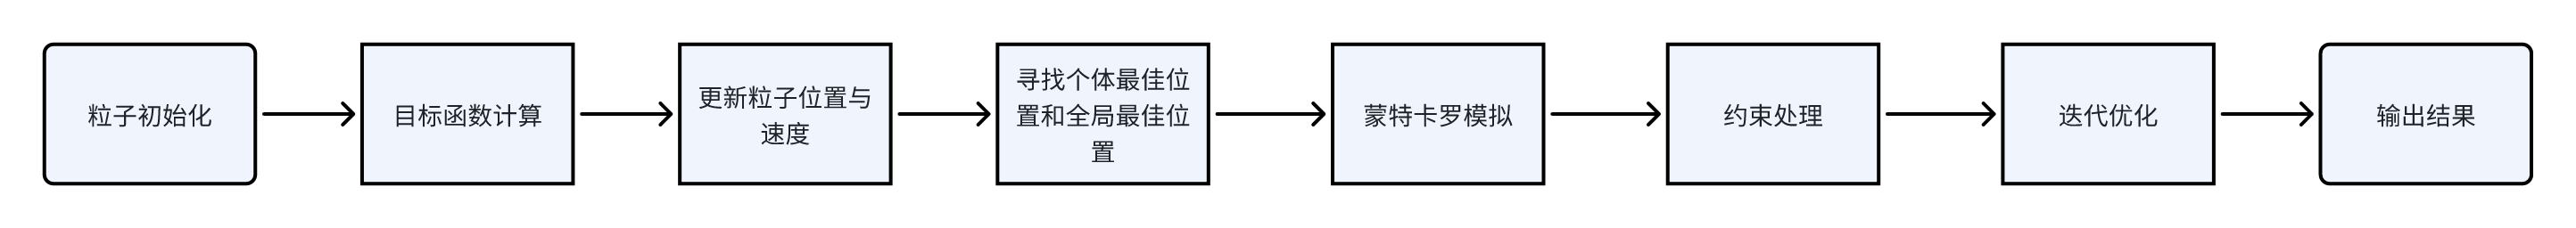 粒子初始化
目标函数计算
更新粒子位置与
速度
寻找个体最佳位
置和全局最佳位
置
蒙特卡罗模拟
约束处理
迭代优化
输出结果